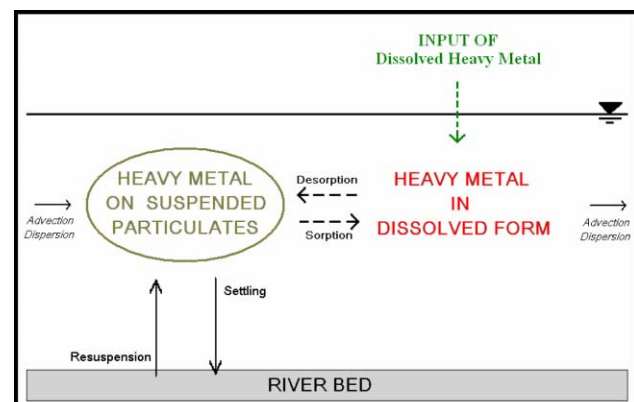 INPUT OF
Dissolved Heavy Metal
HEAVY METAL
ON SUSPENDED
PARTICULATES
Desorption
Sorption
HEAVY METAL
IN
DISSOLVED FORM
Advection
Dispersion
Advection
Dispersion
Settling
Resuspension
RIVER BED